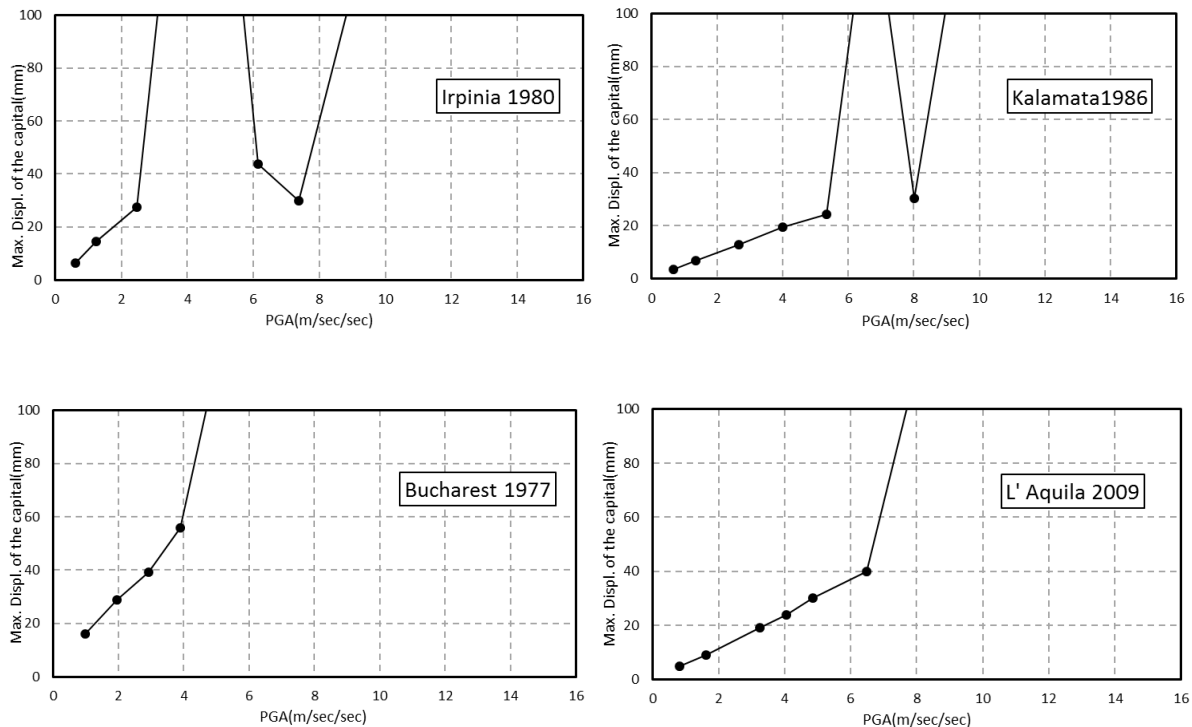 Max. Displ. of the capital(mm)
100
80
60
40
20
0
Irpinia 1980
0 2 4 6 8 10 12 14 16
PGA(m/sec/sec)
Max. Displ. of the capital(mm)
100
80
60
40
20
0
Kalamata1986
0 2 4 6 8 10 12 14 16
PGA(m/sec/sec)
Max. Displ. of the capital(mm)
100
80
60
40
20
0
Bucharest 1977
0 2 4 6 8 10 12 14 16
PGA(m/sec/sec)
Max. Displ. of the capital(mm)
100
80
60
40
20
0
L' Aquila 2009
0 2 4 6 8 10 12 14 16
PGA(m/sec/sec)